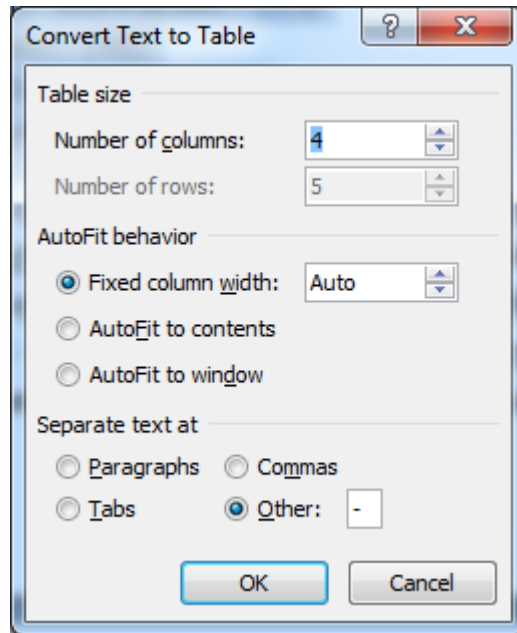 Convert Text to Table ? X
Table size
Number of columns: 4
Number of rows: 5
AutoFit behavior
Fixed column width: Auto
AutoFit to contents
AutoFit to window
Separate text at
Paragraphs Commas
Tabs Other: -
OK Cancel